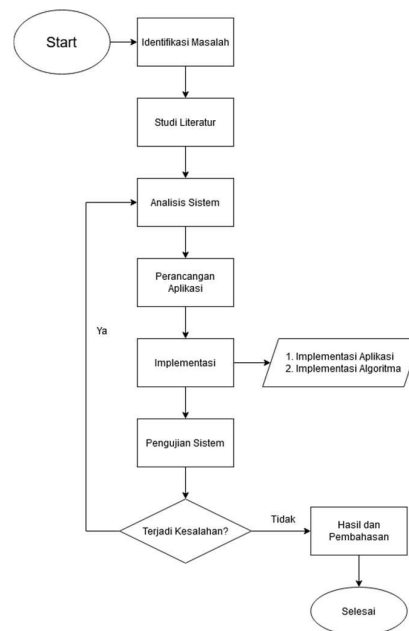 Start
Identifikasi Masalah
Studi Literatur
Analisis Sistem
Perancangan
Aplikasi
Ya
Implementasi
1. Implementasi Aplikasi
2. Implementasi Algoritma
Pengujian Sistem
Terjadi Kesalahan?
Tidak
Hasil dan
Pembahasan
Selesai